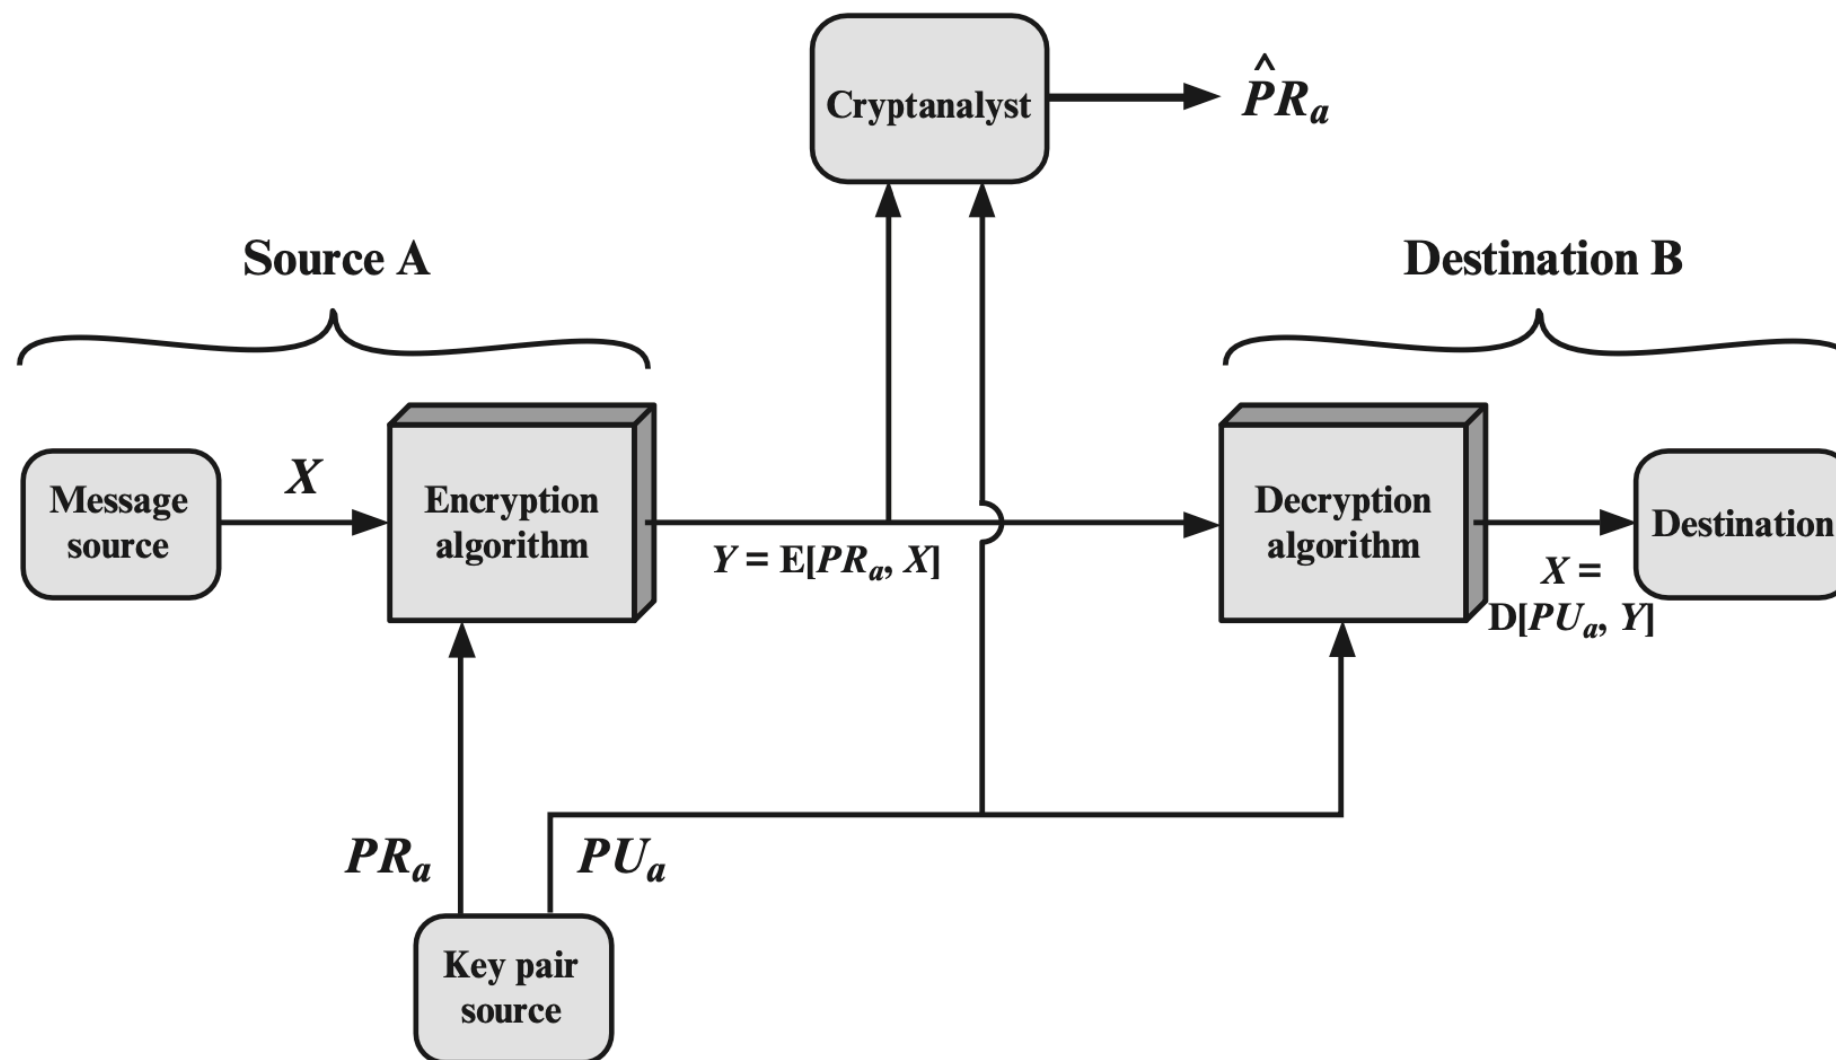 Cryptanalyst
P̂Rₐ
Source A
Destination B
Message
source
X
Encryption
algorithm
Y = E[PRₐ, X]
Decryption
algorithm
X =
D[PUₐ, Y]
Destination
PRₐ
PUₐ
Key pair
source